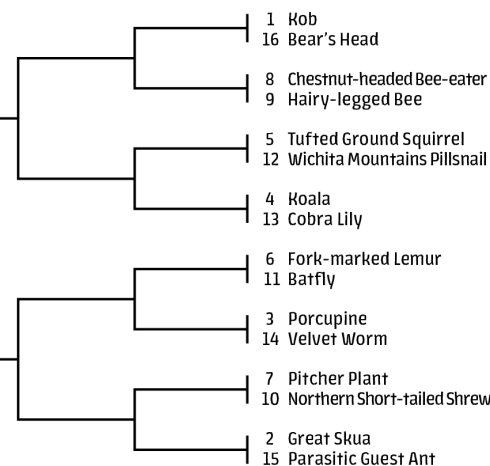 1 Kob
16 Bear's Head
8 Chestnut-headed Bee-eater
9 Hairy-legged Bee
5 Tufted Ground Squirrel
12 Wichita Mountains Pillsnail
4 Koala
13 Cobra Lily
6 Fork-marked Lemur
11 Batfly
3 Porcupine
14 Velvet Worm
7 Pitcher Plant
10 Northern Short-tailed Shrew
2 Great Skua
15 Parasitic Guest Ant